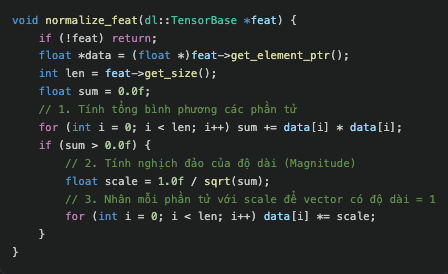 void normalize_feat(dl::TensorBase *feat) {
    if (!feat) return;
    float *data = (float *)feat->get_element_ptr();
    int len = feat->get_size();
    float sum = 0.0f;
    // 1. Tính tổng bình phương các phần tử
    for (int i = 0; i < len; i++) sum += data[i] * data[i];
    if (sum > 0.0f) {
        // 2. Tính nghịch đảo của độ dài (Magnitude)
        float scale = 1.0f / sqrt(sum);
        // 3. Nhân mỗi phần tử với scale để vector có độ dài = 1
        for (int i = 0; i < len; i++) data[i] *= scale;
    }
}